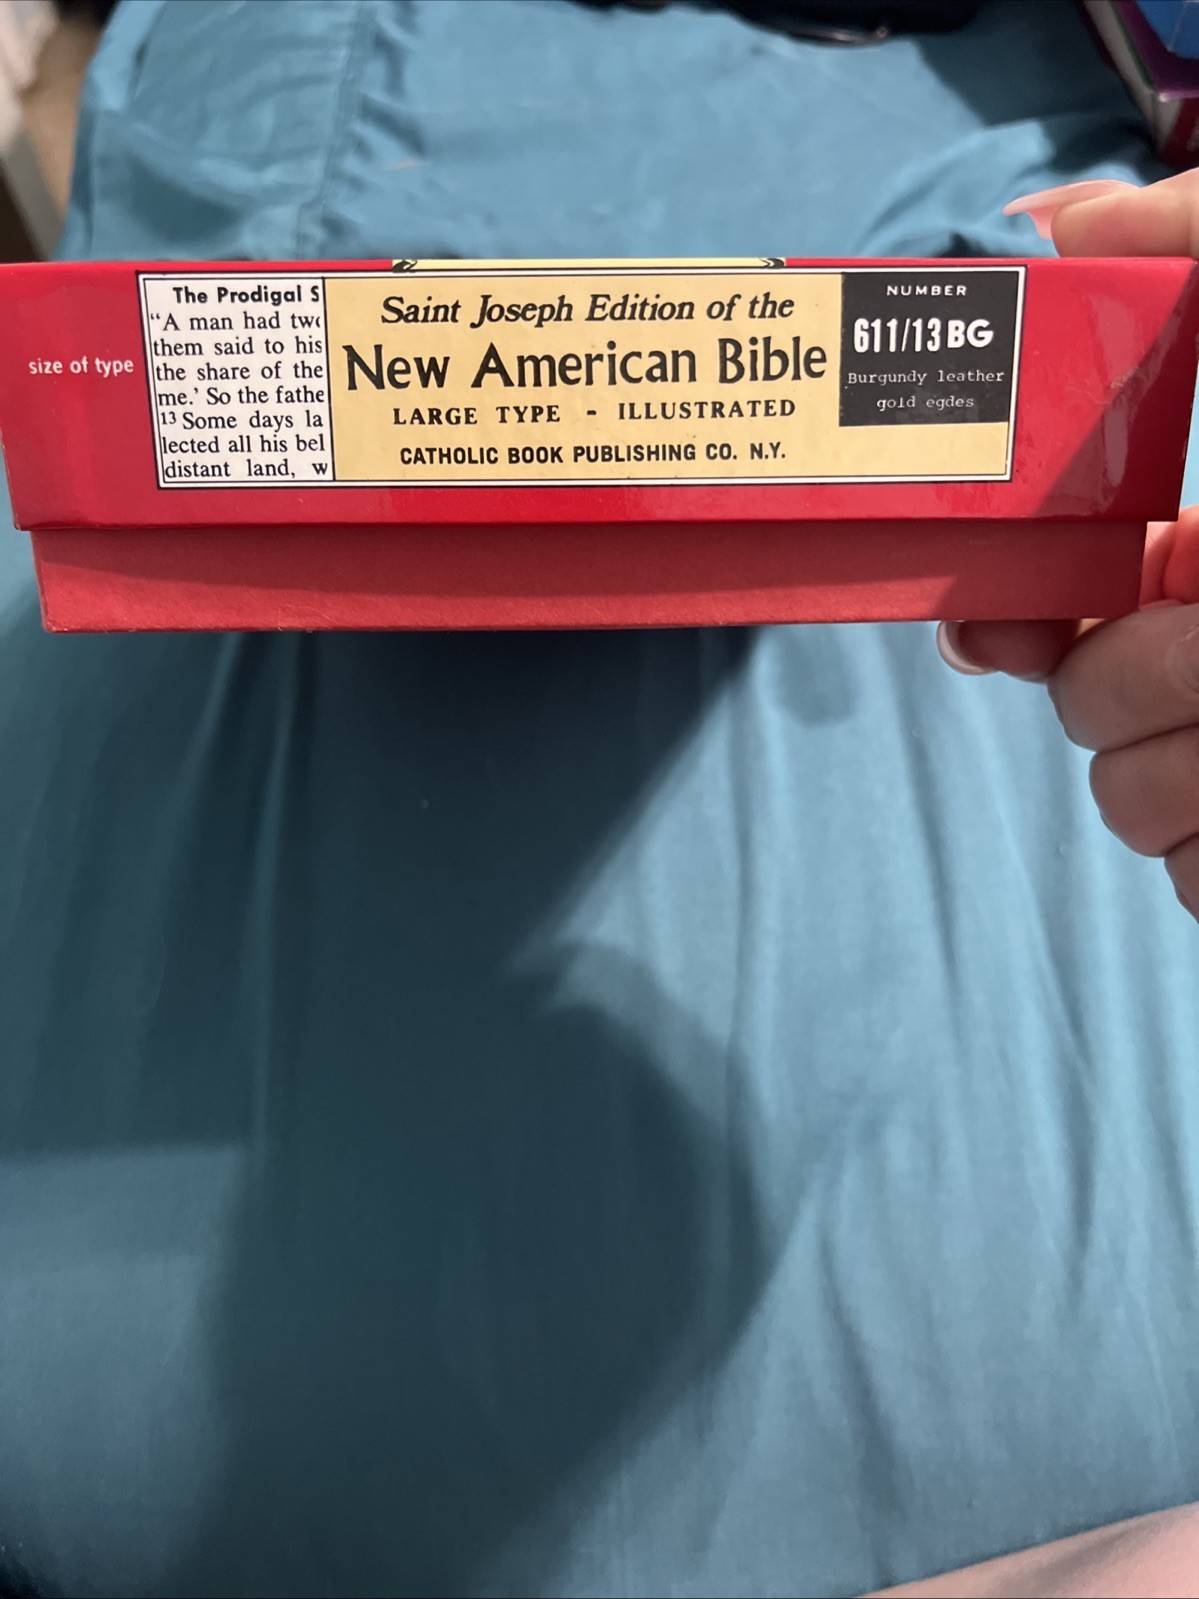 size of type
The Prodigal S
“A man had tw
them said to his
the share of the
me.’ So the fathe
13 Some days la
lected all his bel
distant land, w
Saint Joseph Edition of the
New American Bible
LARGE TYPE - ILLUSTRATED
CATHOLIC BOOK PUBLISHING CO. N.Y.
NUMBER
611/13 BG
Burgundy leather
gold egdes